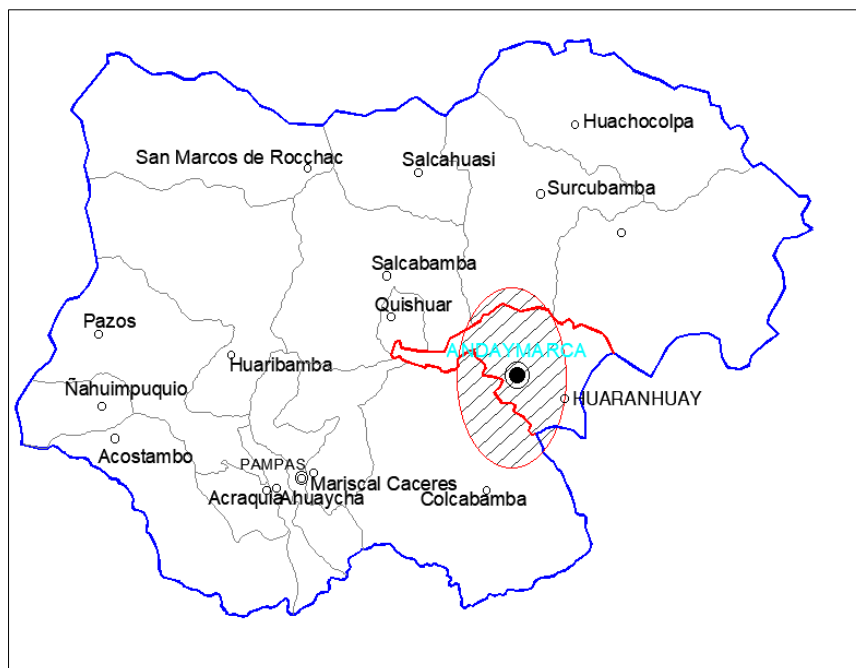 Huachocolpa
San Marcos de Rocchac
Salcahuasi
Surcubamba
Salcabamba
Quishuar
Pazos
ANDAYMARCA
Huaribamba
Ñahuimpuquio
HUARANHUAY
Acostambo
PAMPAS
Mariscal Caceres
Acraquia
Ahuaycha
Colcabamba